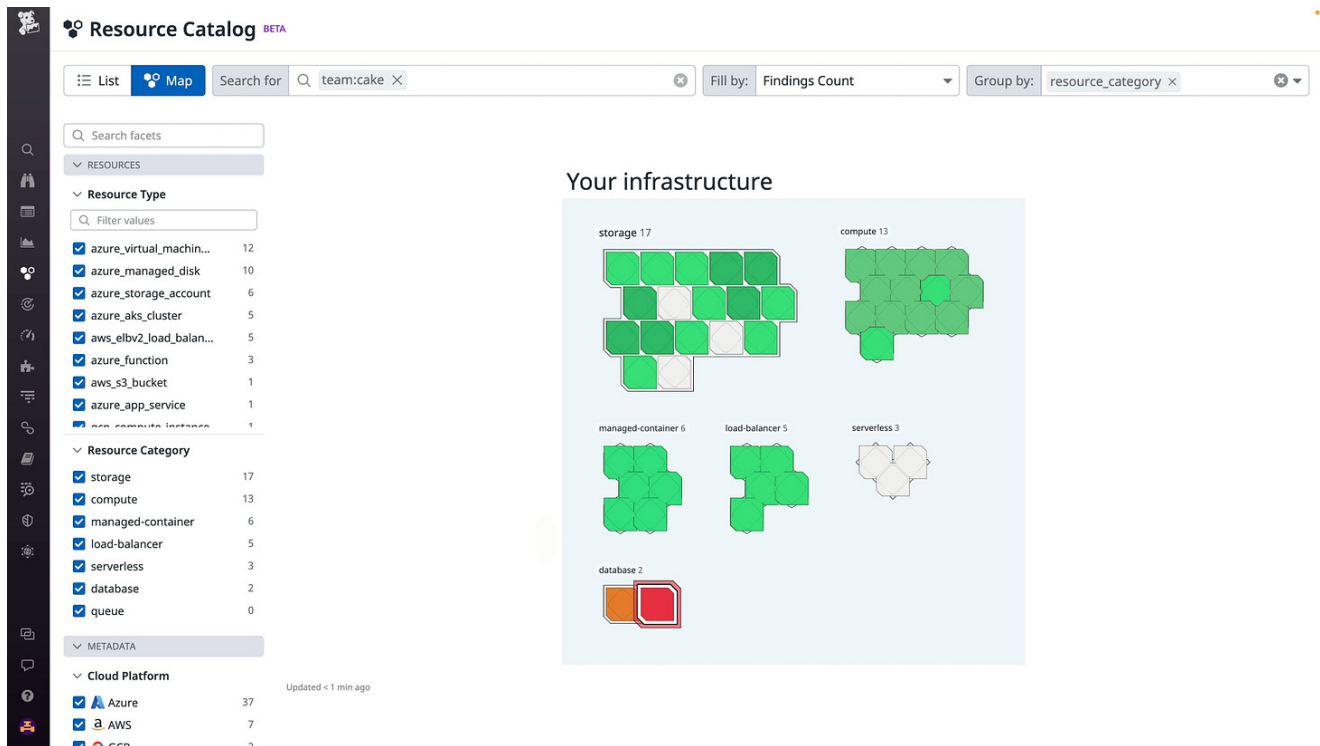 Resource Catalog BETA
List Map Search for team:cake Fill by: Findings Count Group by: resource_category
Search facets
RESOURCES
Resource Type
Filter values
azure_virtual_machin... 12
azure_managed_disk 10
azure_storage_account 6
azure_aks_cluster 5
aws_elbv2_load_balan... 5
azure_function 3
aws_s3_bucket 1
azure_app_service 1
gcp_compute_instance 1
Resource Category
storage 17
compute 13
managed-container 6
load-balancer 5
serverless 3
database 2
queue 0
METADATA
Cloud Platform
Azure 37
AWS 7
GCP 2
Your infrastructure
storage 17
compute 13
managed-container 6
load-balancer 5
serverless 3
database 2
Updated < 1 min ago